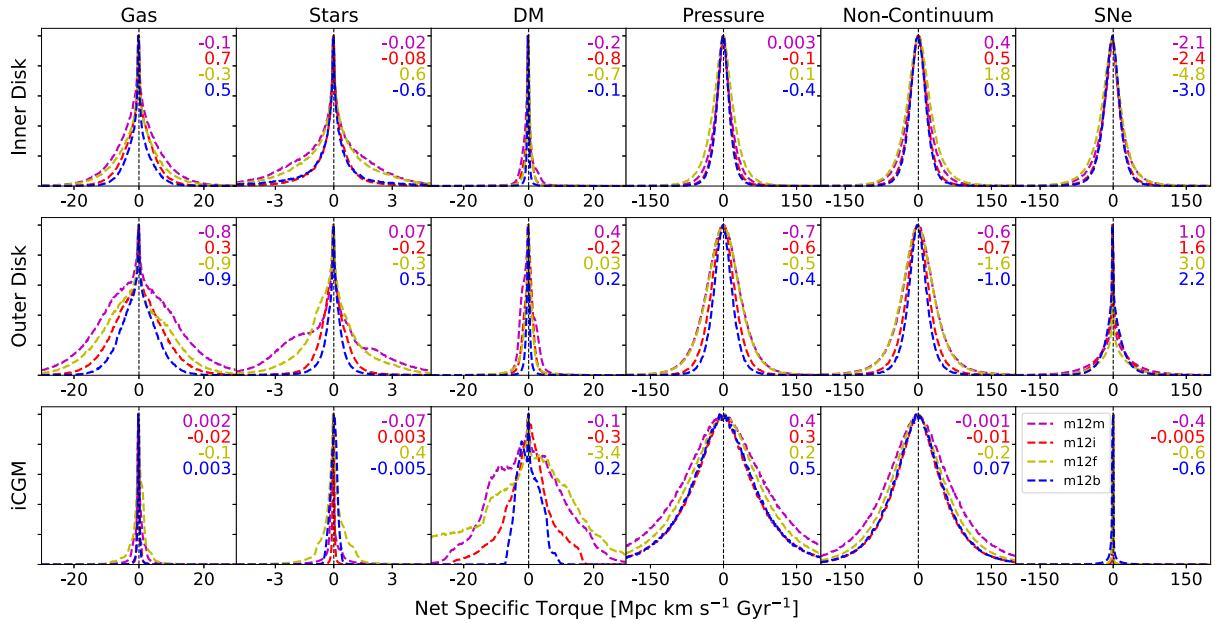 Gas Stars DM Pressure Non-Continuum SNe
Inner Disk
-0.1 -0.02 -0.2 0.003 0.4 -2.1
0.7 -0.08 -0.8 -0.1 0.5 -2.4
-0.3 0.6 -0.7 0.1 1.8 -4.8
0.5 -0.6 -0.1 -0.4 0.3 -3.0
-20 0 20 -3 0 3 -20 0 20 -150 0 150 -150 0 150 -150 0 150
Outer Disk
-0.8 0.07 0.4 -0.7 -0.6 1.0
0.3 -0.2 -0.2 -0.6 -0.7 1.6
-0.9 -0.3 0.03 -0.5 -1.6 3.0
-0.9 0.5 0.2 -0.4 -1.0 2.2
-20 0 20 -3 0 3 -20 0 20 -150 0 150 -150 0 150 -150 0 150
iCGM
0.002 -0.07 -0.1 0.4 -0.001 -0.4
-0.02 0.003 -0.3 0.3 -0.01 -0.005
-0.1 0.4 -3.4 0.2 -0.2 -0.6
0.003 -0.005 0.2 0.5 0.07 -0.6
m12m
m12i
m12f
m12b
-20 0 20 -3 0 3 -20 0 20 -150 0 150 -150 0 150 -150 0 150
Net Specific Torque [Mpc km s⁻¹ Gyr⁻¹]